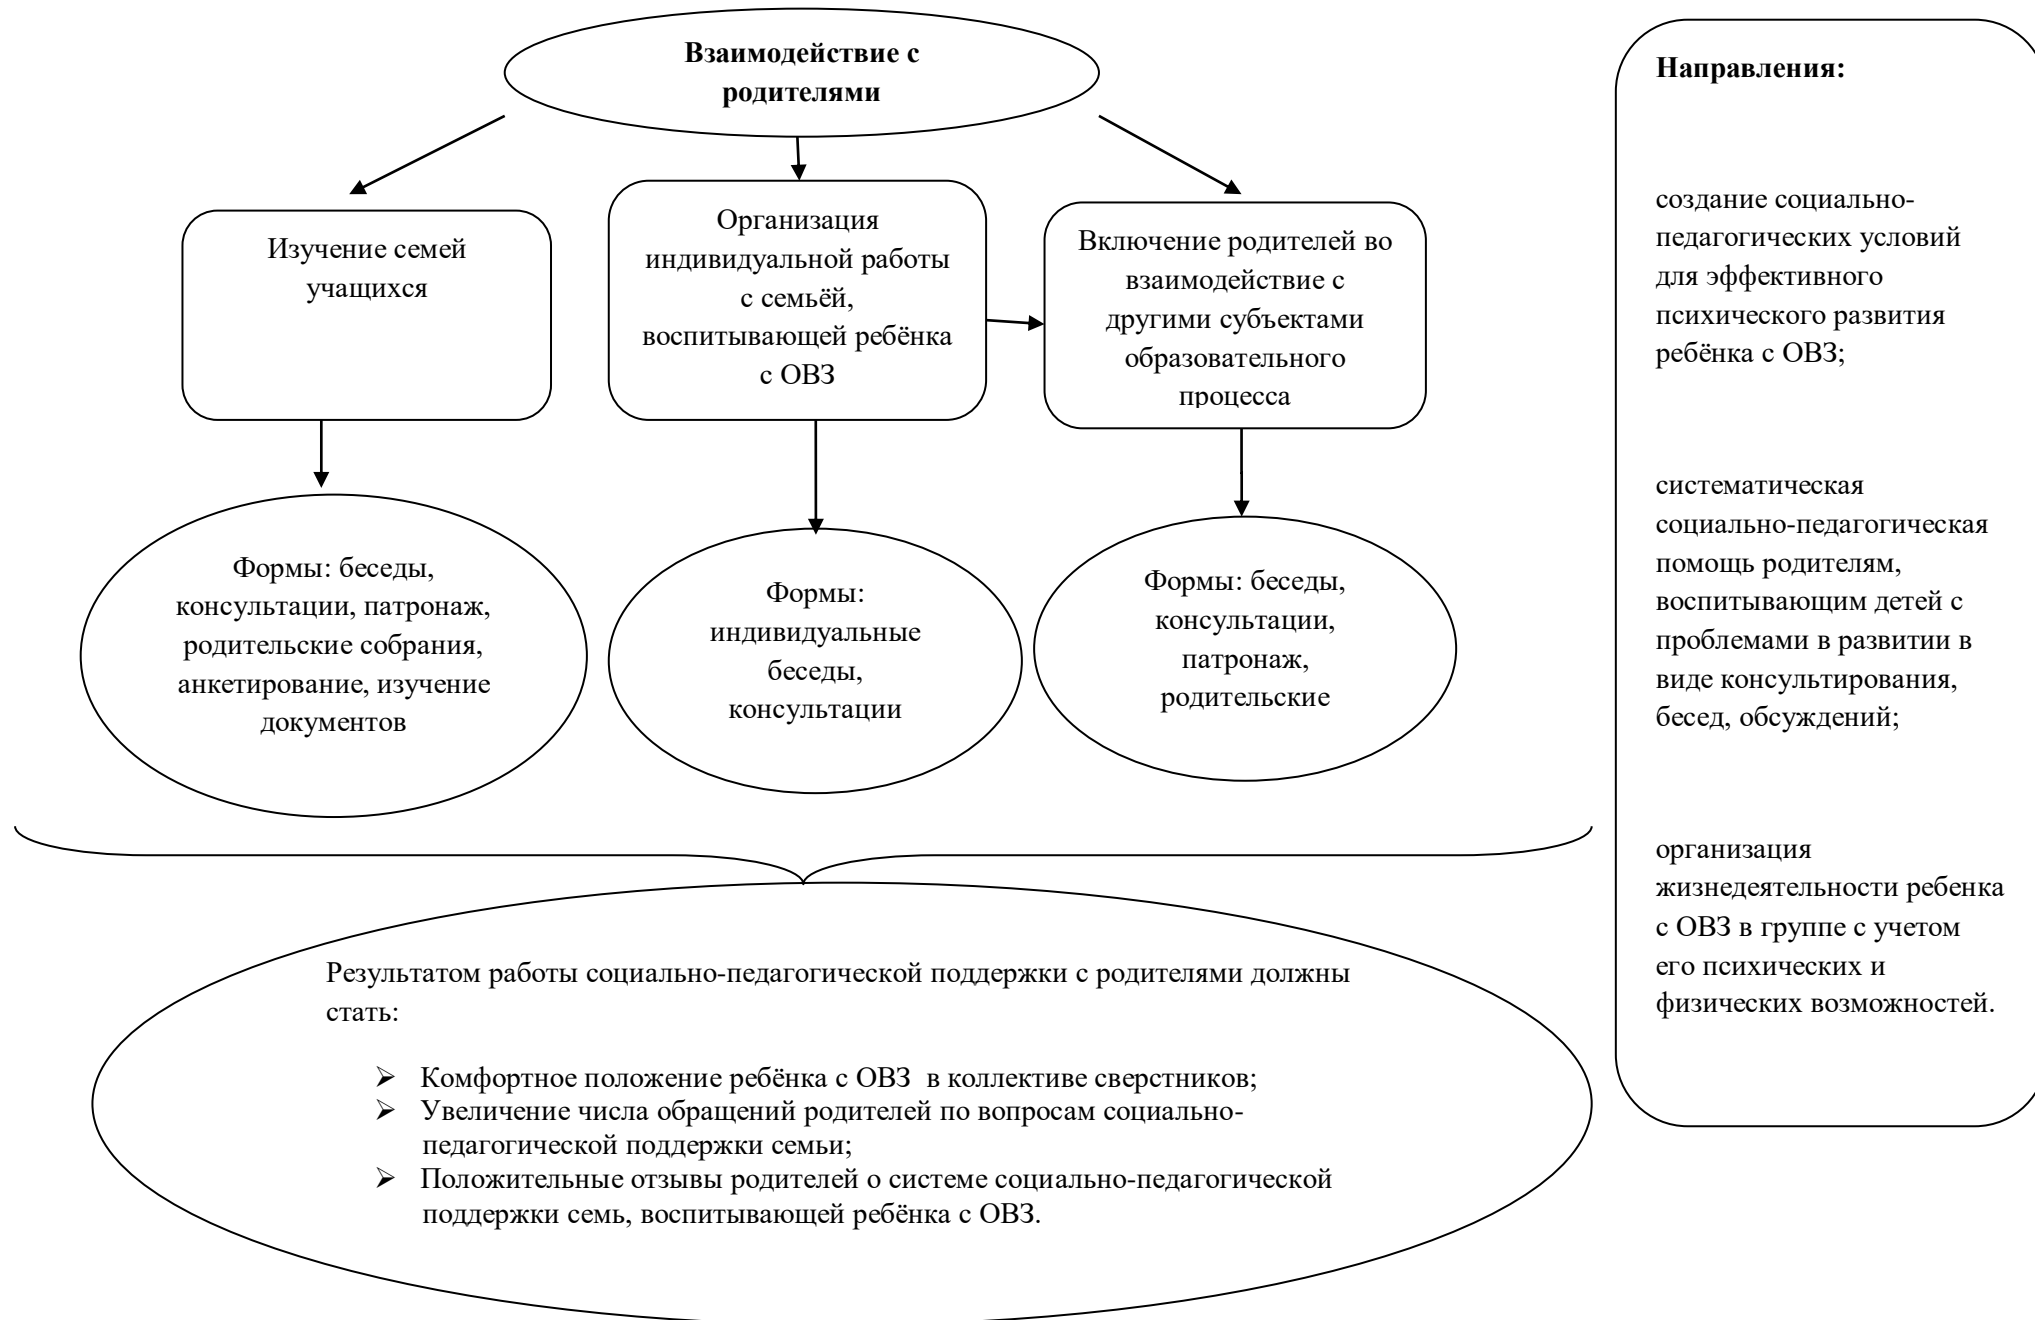 Взаимодействие с
родителями
Изучение семей
учащихся
Организация
индивидуальной работы
с семьёй,
воспитывающей ребёнка
с ОВЗ
Включение родителей во
взаимодействие с
другими субъектами
образовательного
процесса
Формы: беседы,
консультации, патронаж,
родительские собрания,
анкетирование, изучение
документов
Формы:
индивидуальные
беседы,
консультации
Формы: беседы,
консультации,
патронаж,
родительские
Результатом работы социально-педагогической поддержки с родителями должны
стать:
➢ Комфортное положение ребёнка с ОВЗ  в коллективе сверстников;
➢ Увеличение числа обращений родителей по вопросам социально-
педагогической поддержки семьи;
➢ Положительные отзывы родителей о системе социально-педагогической
поддержки семь, воспитывающей ребёнка с ОВЗ.
Направления:
создание социально-
педагогических условий
для эффективного
психического развития
ребёнка с ОВЗ;
систематическая
социально-педагогическая
помощь родителям,
воспитывающим детей с
проблемами в развитии в
виде консультирования,
бесед, обсуждений;
организация
жизнедеятельности ребенка
с ОВЗ в группе с учетом
его психических и
физических возможностей.